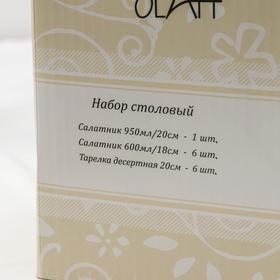 Набор столовый
Салатник 950мл/20см - 1 шт.
Салатник 600мл/18см - 6 шт.
Тарелка десертная 20см - 6 шт.